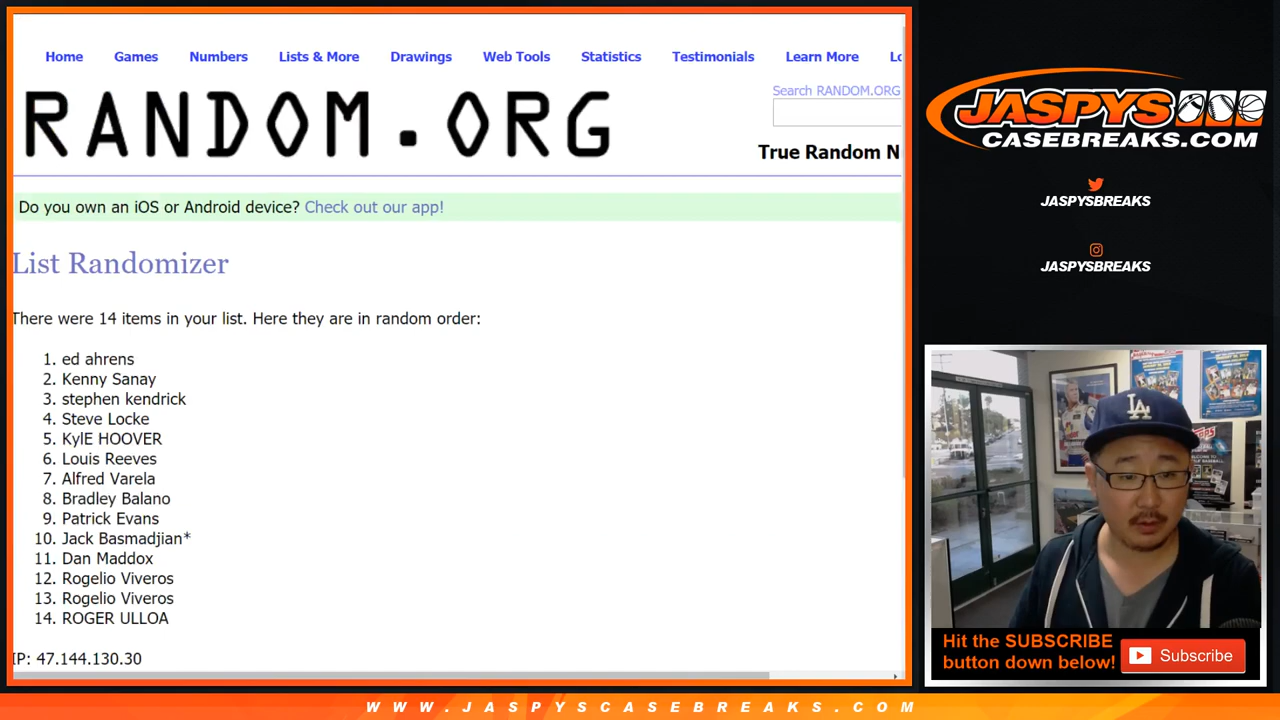 Home Games Numbers Lists & More Drawings Web Tools Statistics Testimonials Learn More
RANDOM.ORG
Search RANDOM.ORG
True Random N
Do you own an iOS or Android device? Check out our app!
List Randomizer
There were 14 items in your list. Here they are in random order:
1. ed ahrens
2. Kenny Sanay
3. stephen kendrick
4. Steve Locke
5. KylE HOOVER
6. Louis Reeves
7. Alfred Varela
8. Bradley Balano
9. Patrick Evans
10. Jack Basmadjian*
11. Dan Maddox
12. Rogelio Viveros
13. Rogelio Viveros
14. ROGER ULLOA
IP: 47.144.130.30
JASPYS
CASEBREAKS.COM
JASPYSBREAKS
JASPYSBREAKS
LA
topps
Hit the SUBSCRIBE
button down below!
Subscribe
WWW.JASPYSCASEBREAKS.COM